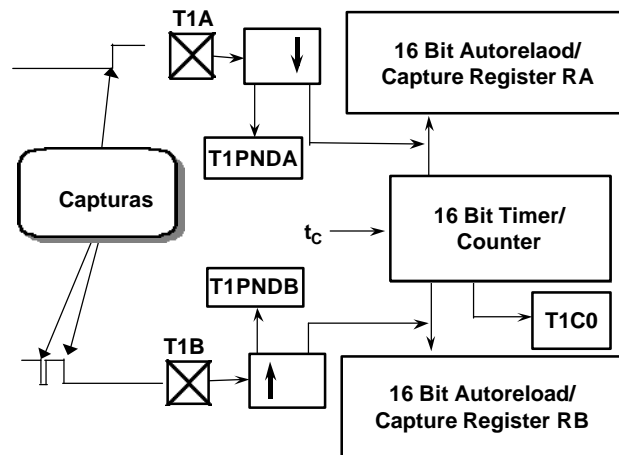 T1A
16 Bit Autorelaod/
Capture Register RA
T1PNDA
Capturas
16 Bit Timer/
Counter
tC
T1PNDB
T1C0
T1B
16 Bit Autoreload/
Capture Register RB